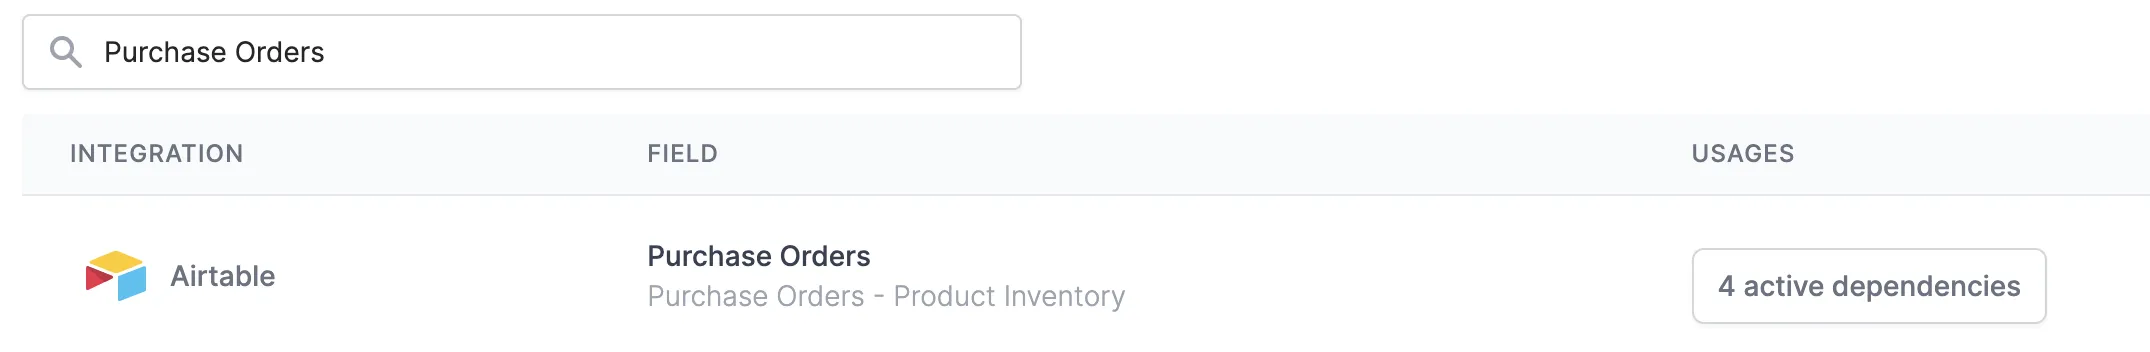 Purchase Orders
INTEGRATION FIELD USAGES
Airtable
Purchase Orders
Purchase Orders - Product Inventory
4 active dependencies